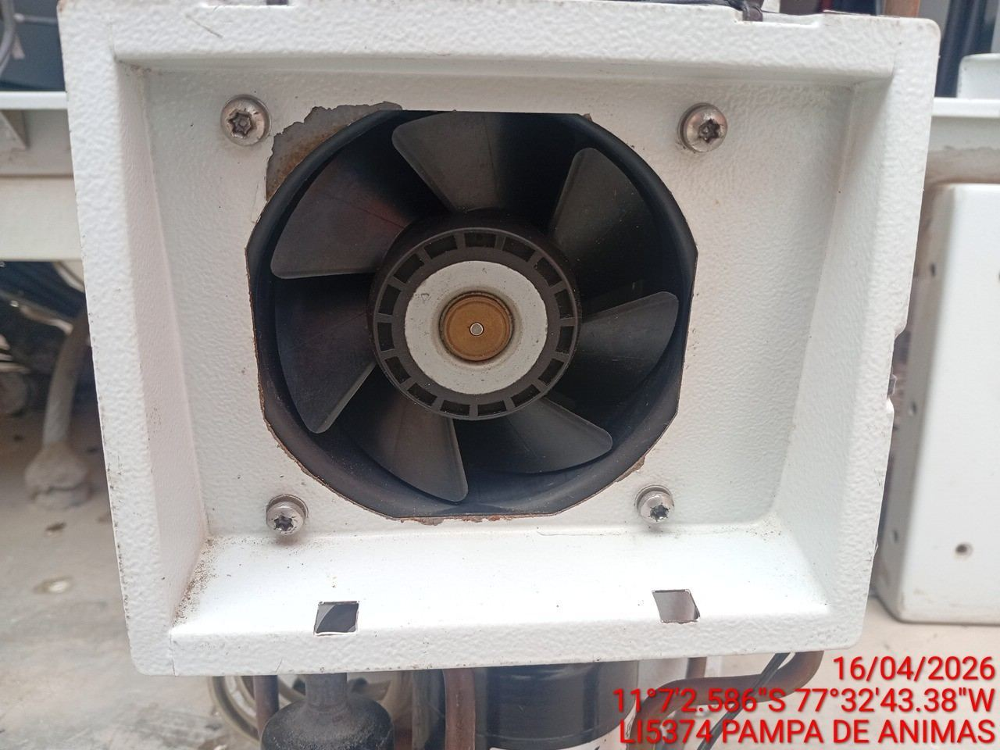 16/04/2026
11°7'2.586"S 77°32'43.38"W
LI5374 PAMPA DE ANIMAS